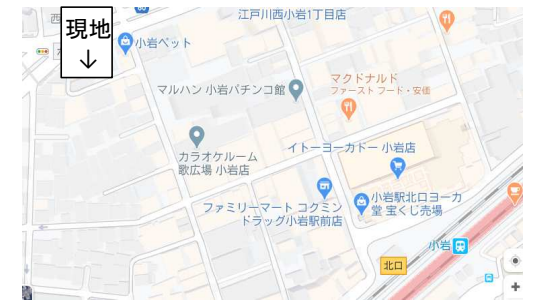 江戸川西小岩1丁目店
現地
↓
小岩ペット
マルハン 小岩パチンコ館
マクドナルド
ファースト フード・安価
カラオケルーム
歌広場 小岩店
イトーヨーカドー 小岩店
ファミリーマート コクミン
ドラッグ小岩駅前店
小岩駅北口ヨーカ
堂 宝くじ売場
小岩
北口